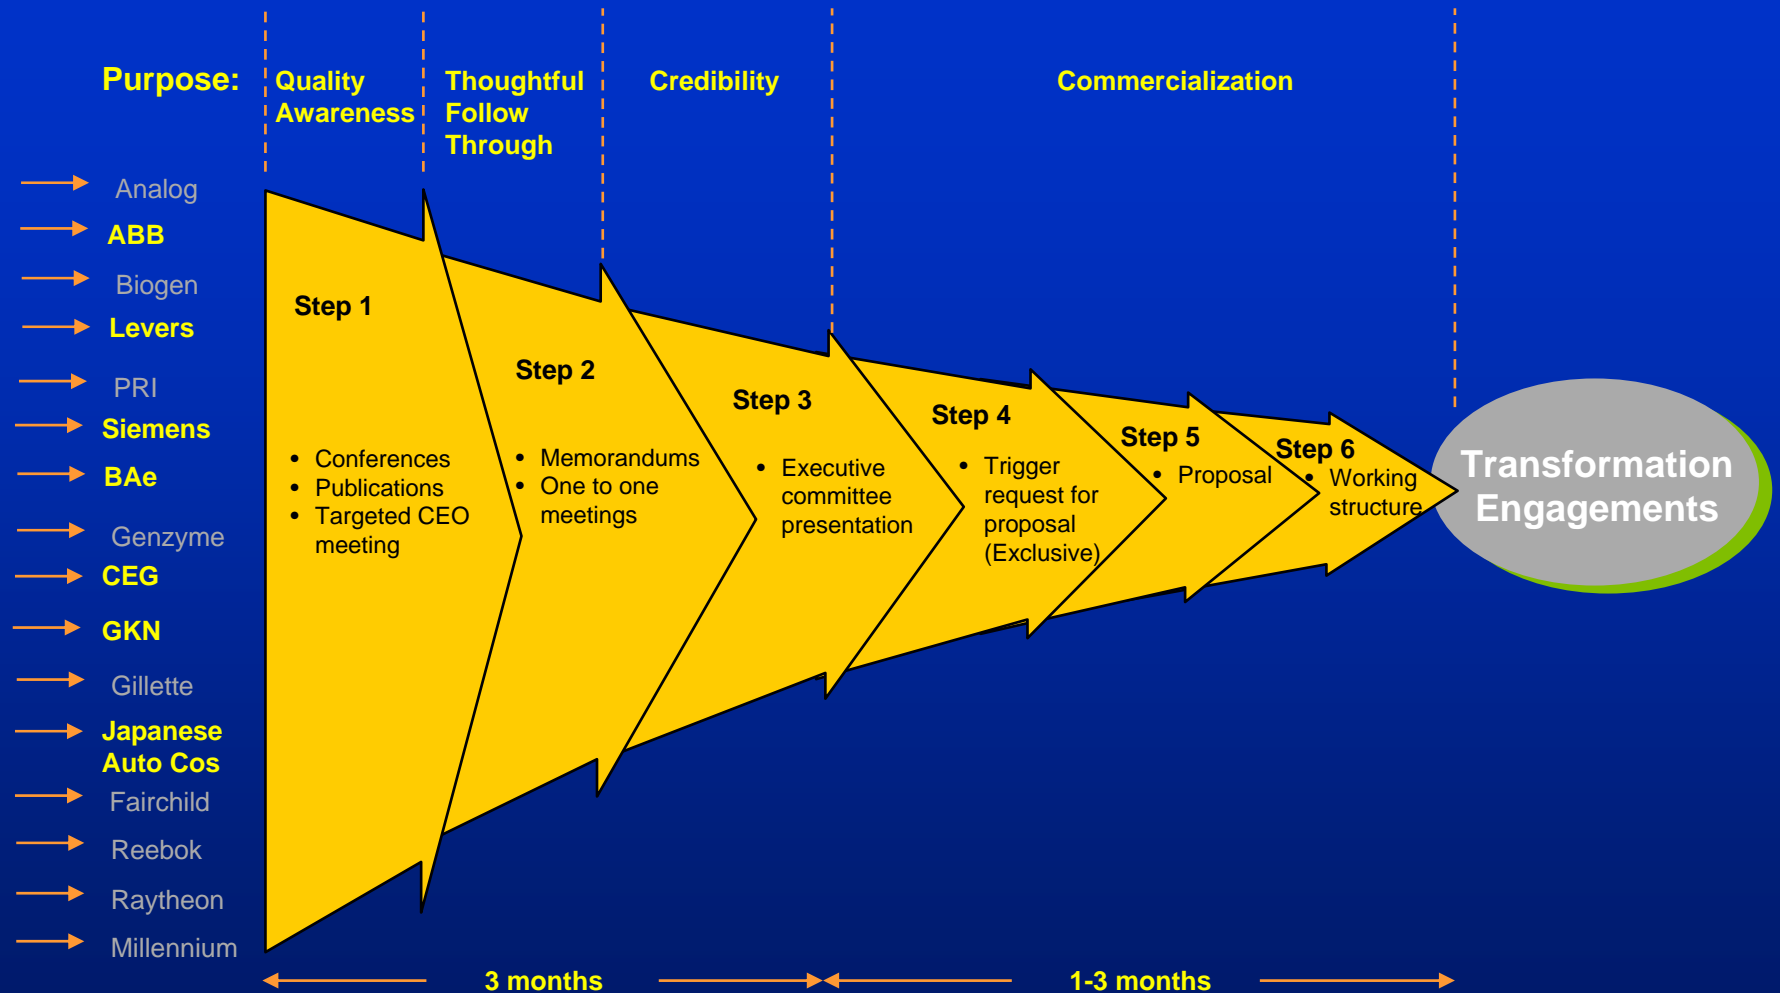 Purpose:
Quality
Awareness
Thoughtful
Follow
Through
Credibility
Commercialization
Analog
ABB
Biogen
Levers
PRI
Siemens
BAe
Genzyme
CEG
GKN
Gillette
Japanese
Auto Cos
Fairchild
Reebok
Raytheon
Millennium
Step 1
• Conferences
• Publications
• Targeted CEO
meeting
Step 2
• Memorandums
• One to one
meetings
Step 3
• Executive
committee
presentation
Step 4
• Trigger
request for
proposal
(Exclusive)
Step 5
• Proposal
Step 6
• Working
structure
Transformation
Engagements
3 months
1-3 months